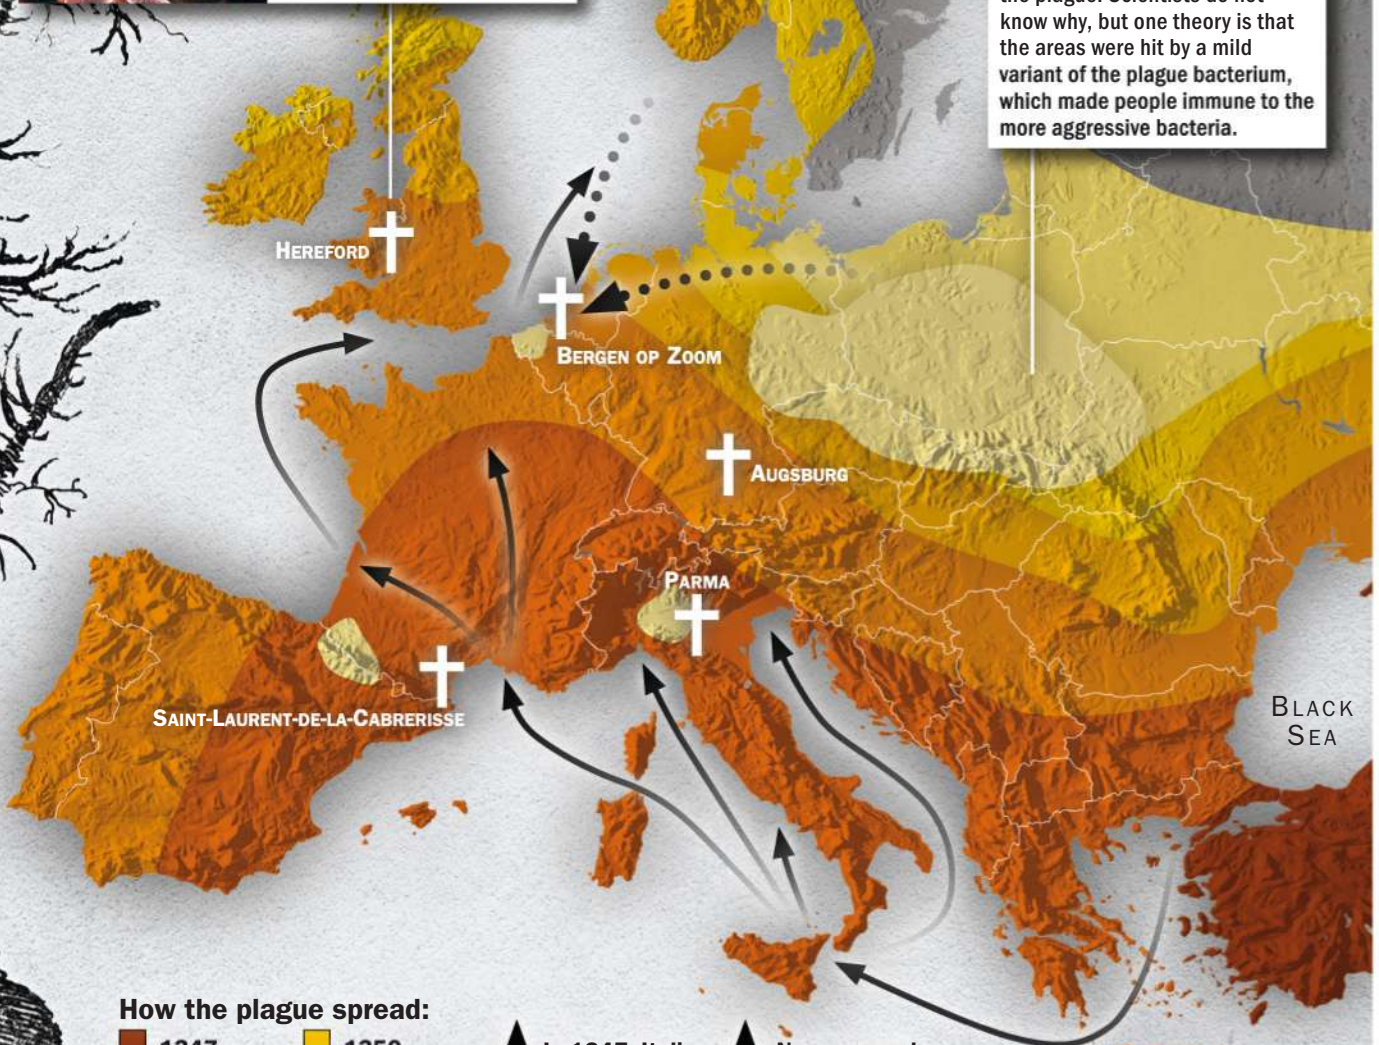 know why, but one theory is that
the areas were hit by a mild
variant of the plague bacterium,
which made people immune to the
more aggressive bacteria.
HEREFORD
BERGEN OP ZOOM
AUGSBURG
PARMA
SAINT-LAURENT-DE-LA-CABRERISSE
BLACK
SEA
How the plague spread: